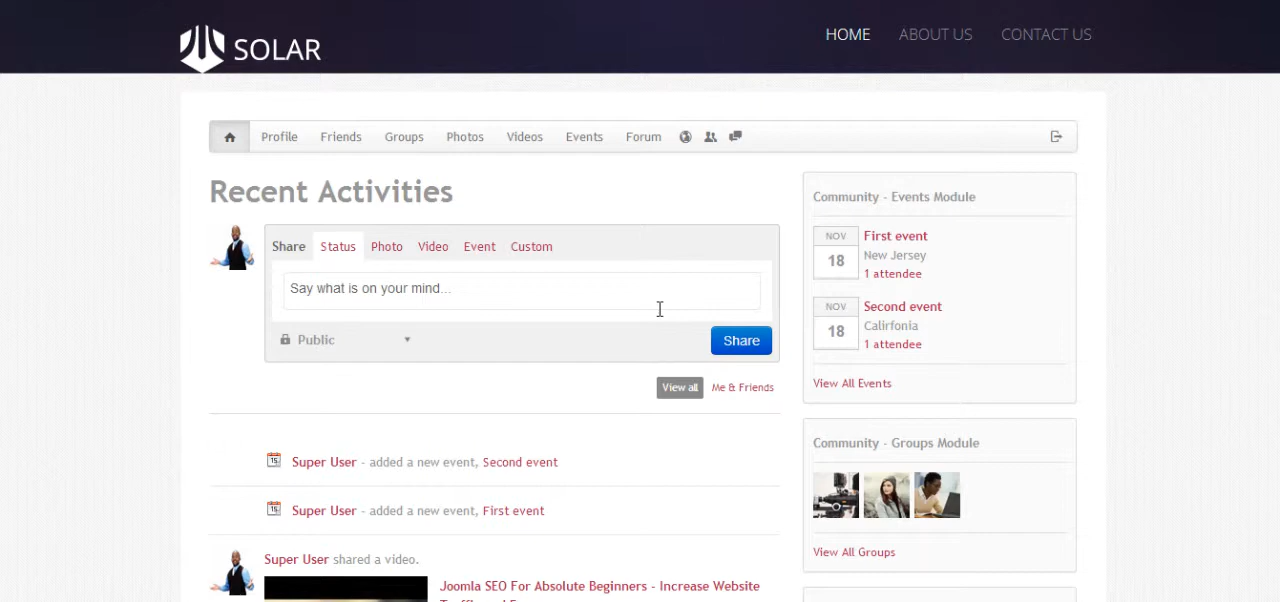 SOLAR
HOME ABOUT US CONTACT US
Profile Friends Groups Photos Videos Events Forum
Recent Activities
Share Status Photo Video Event Custom
Say what is on your mind...
Public
Share
View all Me & Friends
15 Super User - added a new event, Second event
15 Super User - added a new event, First event
Super User shared a video.
Joomla SEO For Absolute Beginners - Increase Website
Community - Events Module
NOV
18
First event
New Jersey
1 attendee
NOV
18
Second event
Calirfonia
1 attendee
View All Events
Community - Groups Module
View All Groups